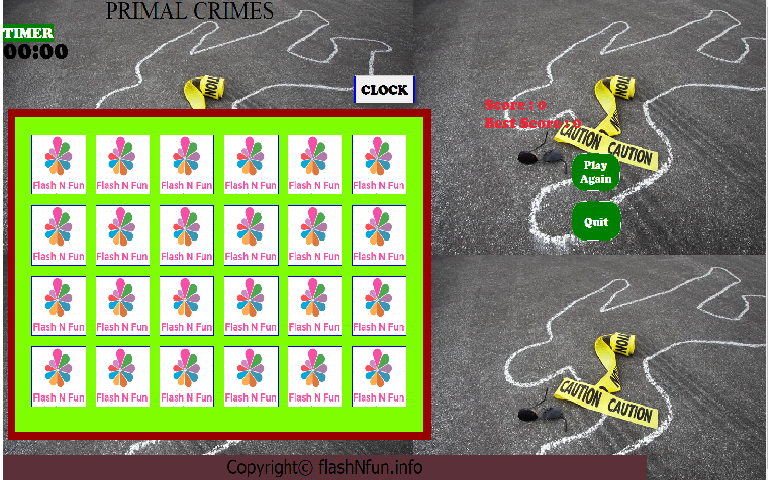 PRIMAL CRIMES
TIMER
00:00
CLOCK
Score : 0
Best Score : 0
Flash N Fun Flash N Fun Flash N Fun Flash N Fun Flash N Fun Flash N Fun
Flash N Fun Flash N Fun Flash N Fun Flash N Fun Flash N Fun Flash N Fun
Flash N Fun Flash N Fun Flash N Fun Flash N Fun Flash N Fun Flash N Fun
Flash N Fun Flash N Fun Flash N Fun Flash N Fun Flash N Fun Flash N Fun
CAUTION CAUTION
Play
Again
Quit
CAUTION CAUTION
Copyright© flashNfun.info